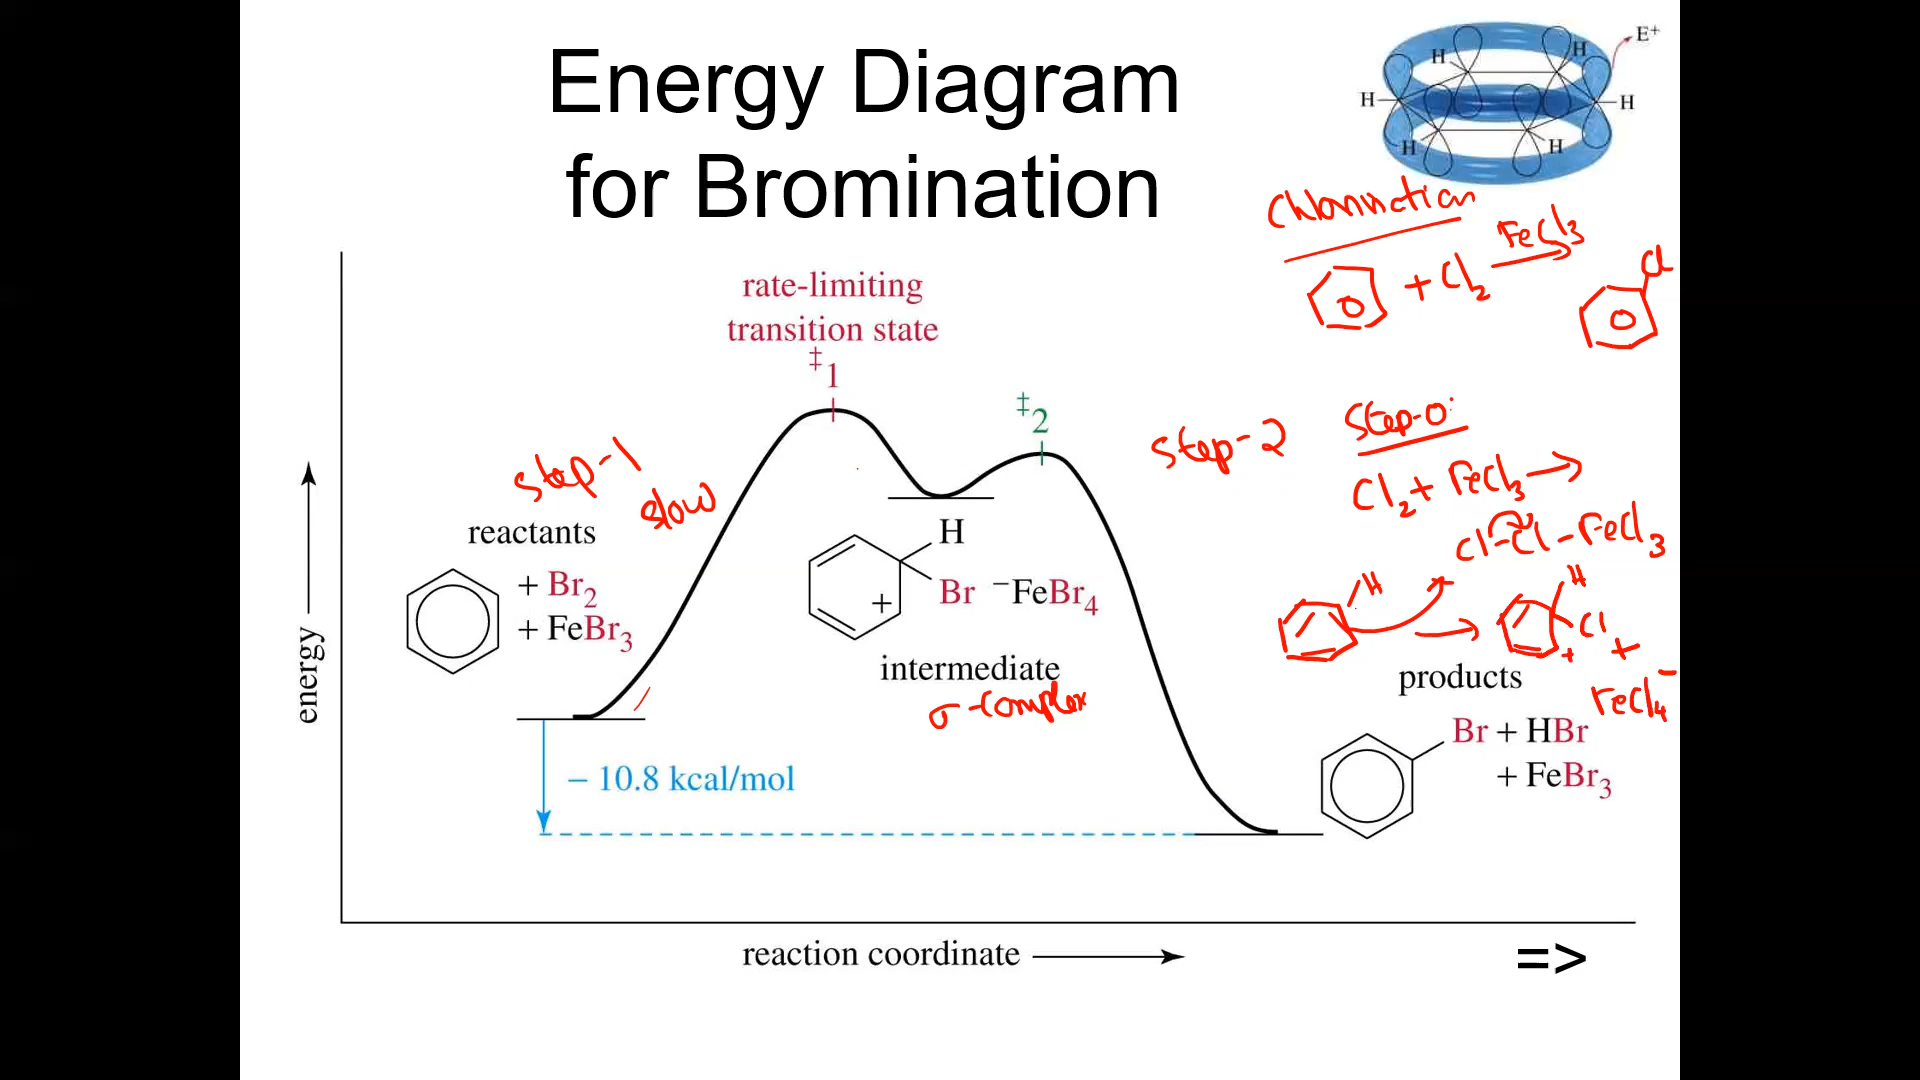 Energy Diagram
for Bromination
E⁺
H
H
H
H
H
H
Chlorination
+ Cl₂ FeCl₃
Cl
rate-limiting
transition state
‡1
‡2
Step-1
slow
Step-2
Step-0:
Cl₂ + FeCl₃ →
Cl-Cl-FeCl₃
H
H
Cl
+
+
FeCl₄⁻
reactants
+ Br₂
+ FeBr₃
H
Br ⁻FeBr₄
+
intermediate
σ-complex
products
Br + HBr
+ FeBr₃
energy
− 10.8 kcal/mol
reaction coordinate
=>